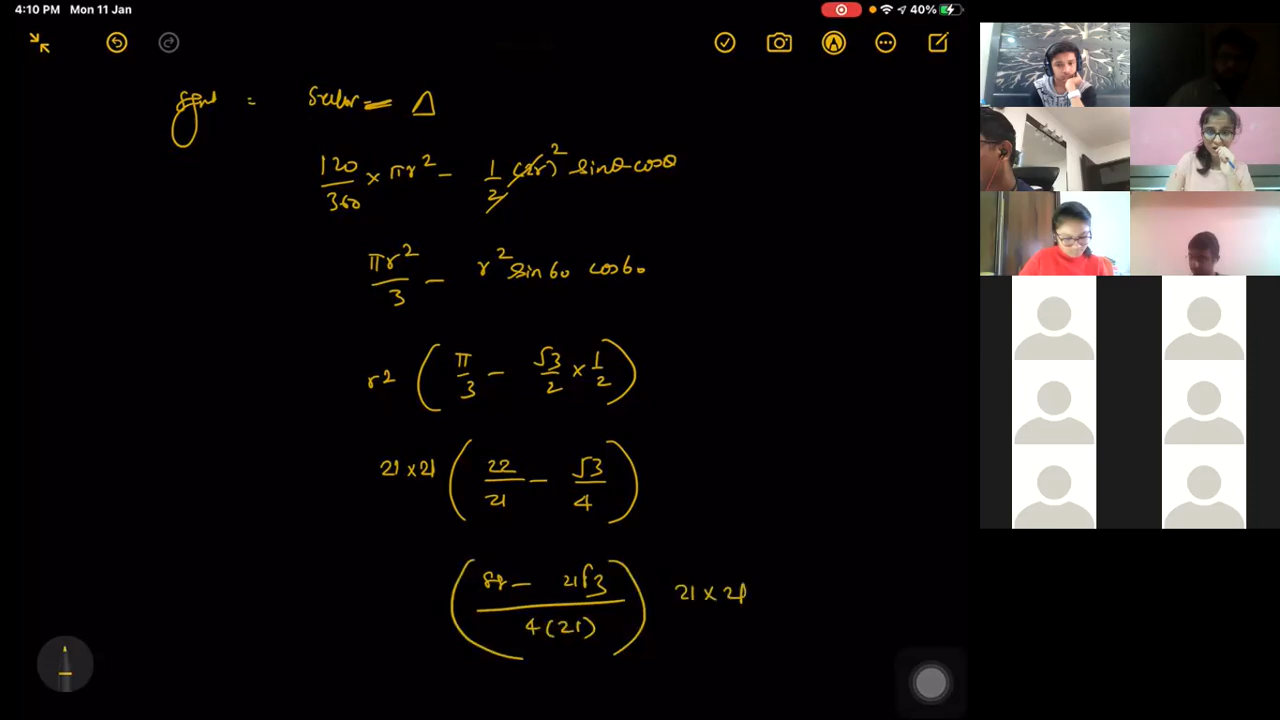 4:10 PM Mon 11 Jan
40%
= Δ
120/360 × πr² − 1/2 (2r)² sinθ cosθ
πr²/3 − r² sin 60 cos 60
r² ( π/3 − √3/2 × 1/2 )
21 × 21 ( 22/21 − √3/4 )
( 88 − 21√3 / 4(21) ) 21 × 21